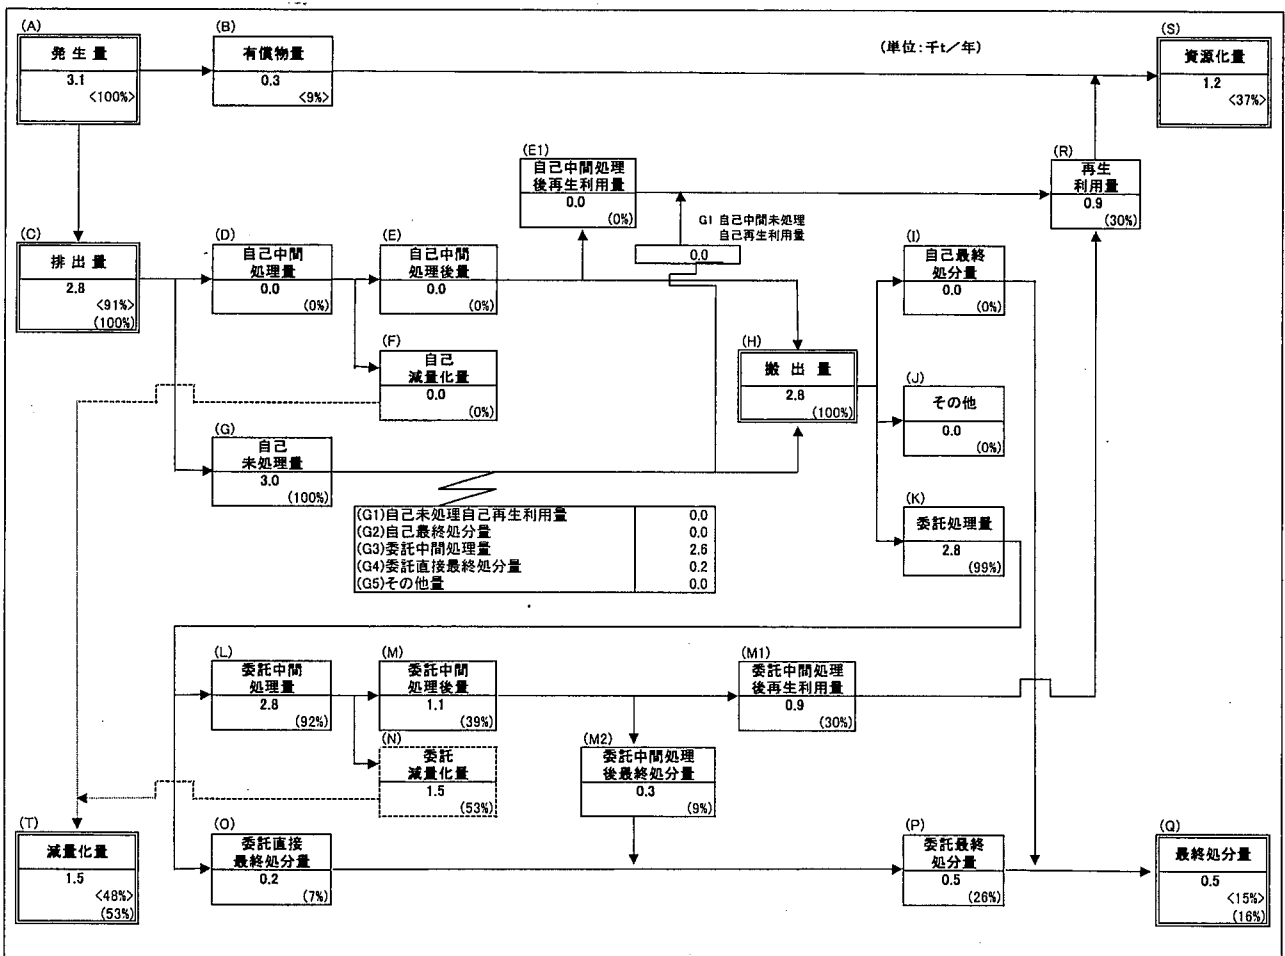 (A)
発生量
3.1
<100%>
(B)
有償物量
0.3
<9%>
(単位:千t/年)
(S)
資源化量
1.2
<37%>
(E1)
自己中間処理
後再生利用量
0.0
(0%)
G1 自己中間未処理
自己再生利用量
0.0
(R)
再生
利用量
0.9
(30%)
(C)
排出量
2.8
<91%>
(100%)
(D)
自己中間
処理量
0.0
(0%)
(E)
自己中間
処理後量
0.0
(0%)
(I)
自己最終
処分量
0.0
(0%)
(F)
自己
減量化量
0.0
(0%)
(H)
搬出量
2.8
(100%)
(J)
その他
0.0
(0%)
(G)
自己
未処理量
3.0
(100%)
(G1)自己未処理自己再生利用量 0.0
(G2)自己最終処分量 0.0
(G3)委託中間処理量 2.6
(G4)委託直接最終処分量 0.2
(G5)その他量 0.0
(K)
委託処理量
2.8
(99%)
(L)
委託中間
処理量
2.8
(92%)
(M)
委託中間
処理後量
1.1
(39%)
(M1)
委託中間処理
後再生利用量
0.9
(30%)
(N)
委託
減量化量
1.5
(53%)
(M2)
委託中間処理
後最終処分量
0.3
(9%)
(T)
減量化量
1.5
<48%>
(53%)
(O)
委託直接
最終処分量
0.2
(7%)
(P)
委託最終
処分量
0.5
(26%)
(Q)
最終処分量
0.5
<15%>
(16%)